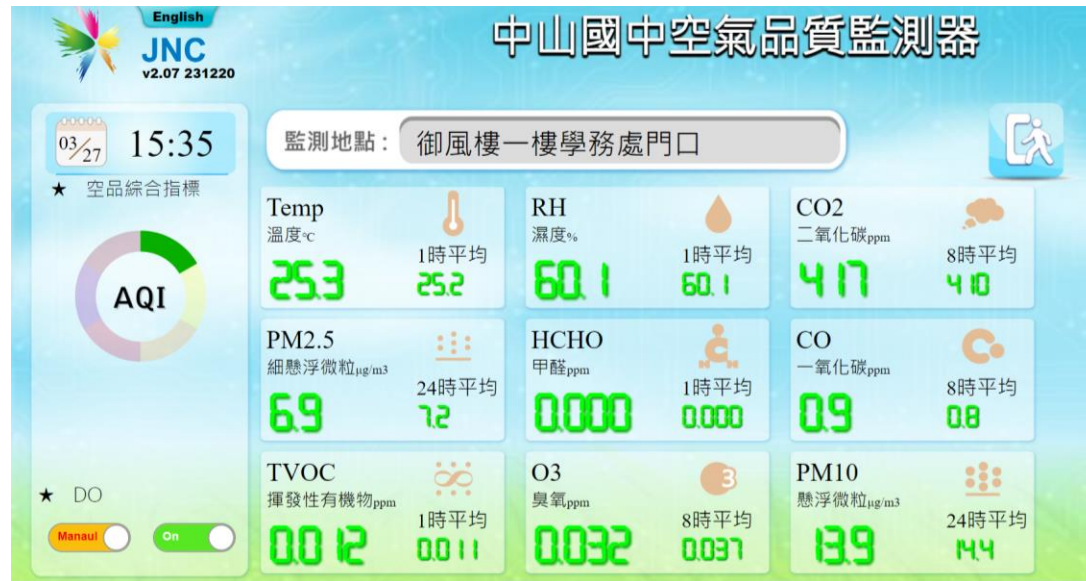 English
JNC
v2.07 231220
中山國中空氣品質監測器
03/27 15:35
★ 空品綜合指標
AQI
★ DO
Manaul On
監測地點： 御風樓一樓學務處門口
Temp
溫度℃
1時平均
25.3 25.2
RH
濕度%
1時平均
60.1 60.1
CO2
二氧化碳ppm
8時平均
417 410
PM2.5
細懸浮微粒μg/m3
24時平均
6.9 7.2
HCHO
甲醛ppm
1時平均
0.000 0.000
CO
一氧化碳ppm
8時平均
0.9 0.8
TVOC
揮發性有機物ppm
1時平均
0.012 0.011
O3
3
臭氧ppm
8時平均
0.032 0.037
PM10
懸浮微粒μg/m3
24時平均
13.9 14.4